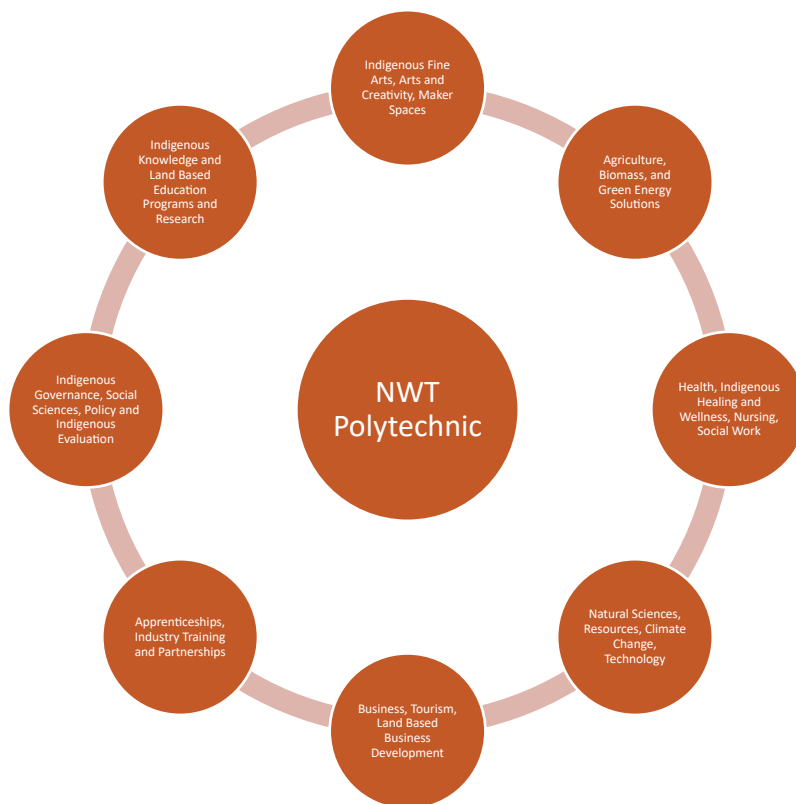 Indigenous Fine
Arts, Arts and
Creativity, Maker
Spaces
Agriculture,
Biomass, and
Green Energy
Solutions
Health, Indigenous
Healing and
Wellness, Nursing,
Social Work
Natural Sciences,
Resources, Climate
Change,
Technology
Business, Tourism,
Land Based
Business
Development
Apprenticeships,
Industry Training
and Partnerships
Indigenous
Governance, Social
Sciences, Policy and
Indigenous
Evaluation
Indigenous
Knowledge and
Land Based
Education
Programs and
Research
NWT
Polytechnic